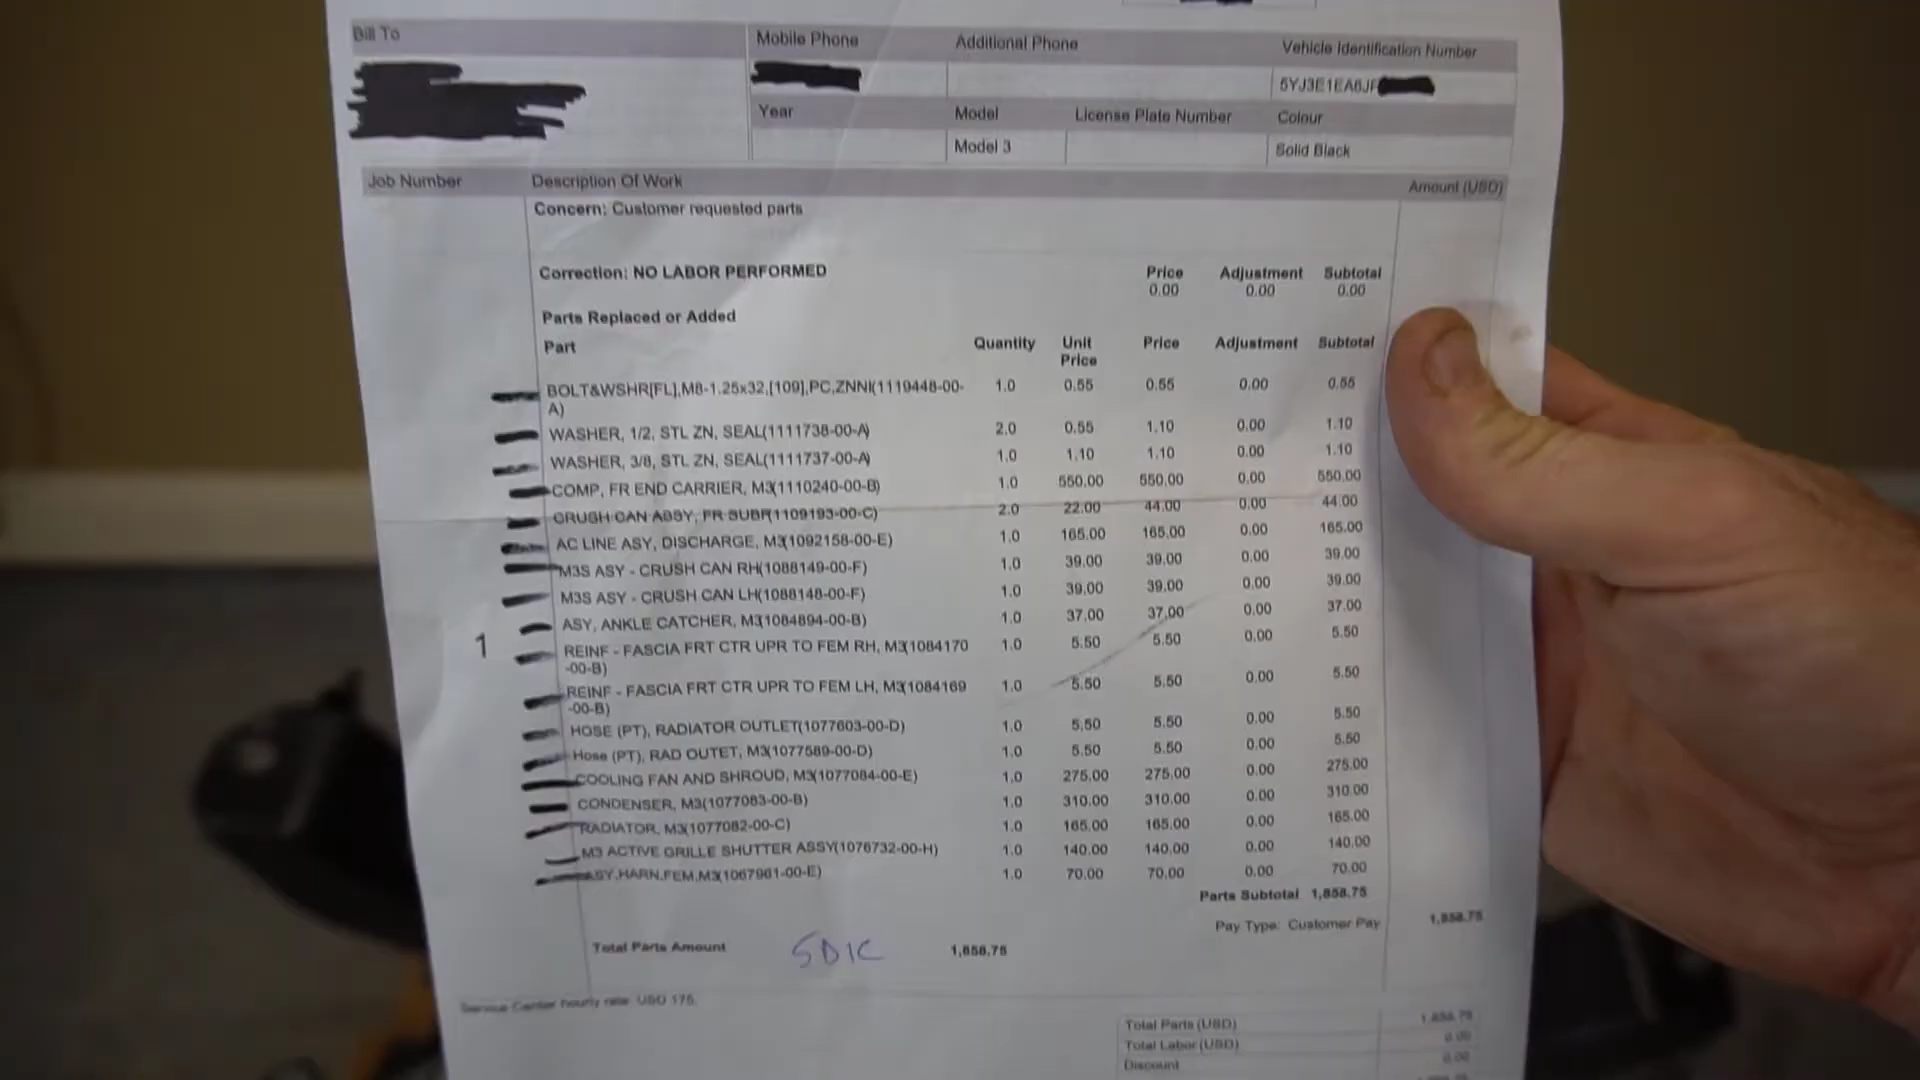 Bill To
Mobile Phone
Additional Phone
Vehicle Identification Number
5YJ3E1EA6JF
Year
Model
License Plate Number
Colour
Model 3
Solid Black
Job Number
Description Of Work
Amount (USD)
Concern: Customer requested parts
Correction: NO LABOR PERFORMED
Price Adjustment Subtotal
0.00 0.00 0.00
Parts Replaced or Added
Part Quantity Unit Price Price Adjustment Subtotal
BOLT&WSHR[FL],M8-1.25x32,[109],PC,ZNNI(1119448-00- 1.0 0.55 0.55 0.00 0.55
A)
WASHER, 1/2, STL ZN, SEAL(1111738-00-A) 2.0 0.55 1.10 0.00 1.10
WASHER, 3/8, STL ZN, SEAL(1111737-00-A) 1.0 1.10 1.10 0.00 1.10
COMP, FR END CARRIER, M3(1110240-00-B) 1.0 550.00 550.00 0.00 550.00
CRUSH CAN ASSY, FR SUBF(1109193-00-C) 2.0 22.00 44.00 0.00 44.00
AC LINE ASY, DISCHARGE, M3(1092158-00-E) 1.0 165.00 165.00 0.00 165.00
M3S ASY - CRUSH CAN RH(1088149-00-F) 1.0 39.00 39.00 0.00 39.00
M3S ASY - CRUSH CAN LH(1088148-00-F) 1.0 39.00 39.00 0.00 39.00
ASY, ANKLE CATCHER, M3(1084894-00-B) 1.0 37.00 37.00 0.00 37.00
1
REINF - FASCIA FRT CTR UPR TO FEM RH, M3(1084170 1.0 5.50 5.50 0.00 5.50
-00-B)
REINF - FASCIA FRT CTR UPR TO FEM LH, M3(1084169 1.0 5.50 5.50 0.00 5.50
-00-B)
HOSE (PT), RADIATOR OUTLET(1077603-00-D) 1.0 5.50 5.50 0.00 5.50
Hose (PT), RAD OUTET, M3(1077589-00-D) 1.0 5.50 5.50 0.00 5.50
COOLING FAN AND SHROUD, M3(1077084-00-E) 1.0 275.00 275.00 0.00 275.00
CONDENSER, M3(1077083-00-B) 1.0 310.00 310.00 0.00 310.00
RADIATOR, M3(1077082-00-C) 1.0 165.00 165.00 0.00 165.00
M3 ACTIVE GRILLE SHUTTER ASSY(1076732-00-H) 1.0 140.00 140.00 0.00 140.00
ASY,HARN,FEM,M3(1067961-00-E) 1.0 70.00 70.00 0.00 70.00
Parts Subtotal 1,858.75
Pay Type: Customer Pay 1,858.75
Total Parts Amount 1,858.75
Service Center hourly rate: USD 175.
Total Parts (USD) 1,858.75
Total Labor (USD) 0.00
Discount 0.00